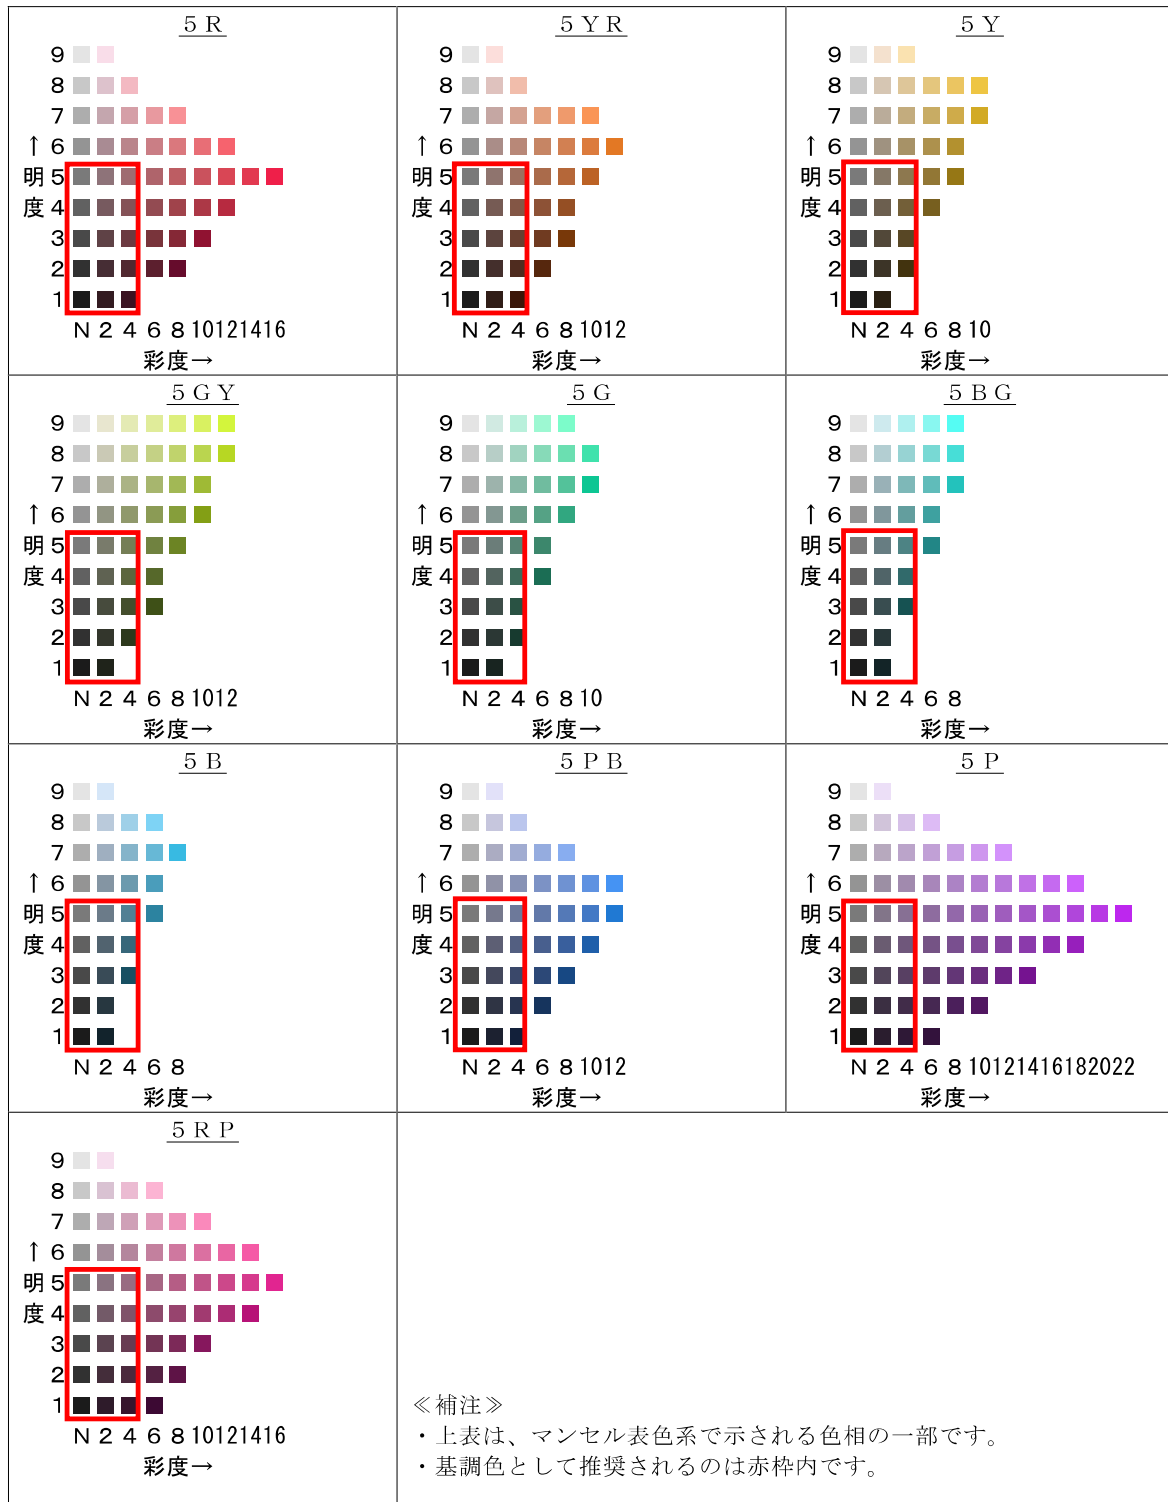 5R
9
8
7
↑6
明5
度4
3
2
1
N 2 4 6 8 10 12 14 16
彩度→
5YR
9
8
7
↑6
明5
度4
3
2
1
N 2 4 6 8 10 12
彩度→
5Y
9
8
7
↑6
明5
度4
3
2
1
N 2 4 6 8 10
彩度→
5GY
9
8
7
↑6
明5
度4
3
2
1
N 2 4 6 8 10 12
彩度→
5G
9
8
7
↑6
明5
度4
3
2
1
N 2 4 6 8 10
彩度→
5BG
9
8
7
↑6
明5
度4
3
2
1
N 2 4 6 8
彩度→
5B
9
8
7
↑6
明5
度4
3
2
1
N 2 4 6 8
彩度→
5PB
9
8
7
↑6
明5
度4
3
2
1
N 2 4 6 8 10 12
彩度→
5P
9
8
7
↑6
明5
度4
3
2
1
N 2 4 6 8 10 12 14 16 18 20 22
彩度→
5RP
9
8
7
↑6
明5
度4
3
2
1
N 2 4 6 8 10 12 14 16
彩度→
≪補注≫
・上表は、マンセル表色系で示される色相の一部です。
・基調色として推奨されるのは赤枠内です。